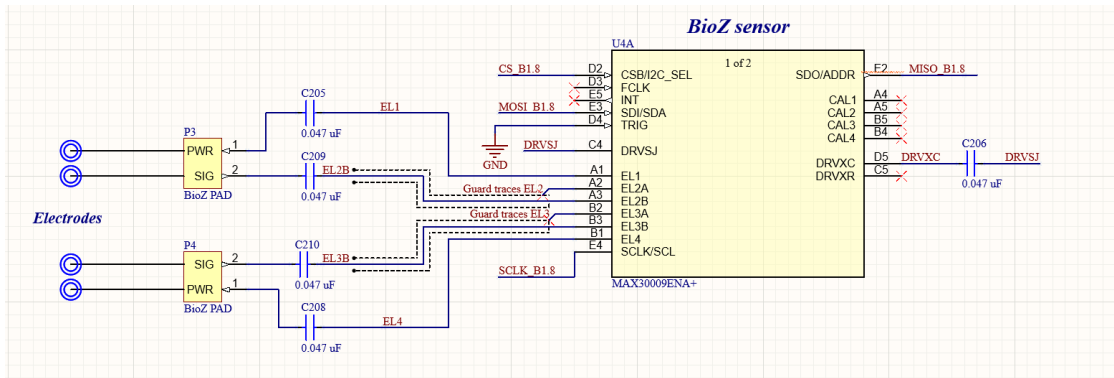 BioZ sensor
U4A
1 of 2
CS_B1.8
D2
CSB/I2C_SEL
D3
FCLK
E5
INT
MOSI_B1.8
E3
SDI/SDA
D4
TRIG
GND
DRVSJ
C4
DRVSJ
A1
EL1
A2
EL2A
A3
EL2B
B2
EL3A
B3
EL3B
B1
EL4
E4
SCLK/SCL
SCLK_B1.8
MAX30009ENA+
SDO/ADDR
E2
MISO_B1.8
CAL1
A4
CAL2
A5
CAL3
B5
CAL4
B4
DRVXC
D5
DRVXC
C206
0.047 uF
DRVSJ
DRVXR
C5
C205
0.047 uF
EL1
P3
PWR
1
SIG
2
BioZ PAD
C209
0.047 uF
EL2B
Guard traces EL2
Guard traces EL3
Electrodes
P4
SIG
2
PWR
1
BioZ PAD
C210
0.047 uF
EL3B
C208
0.047 uF
EL4